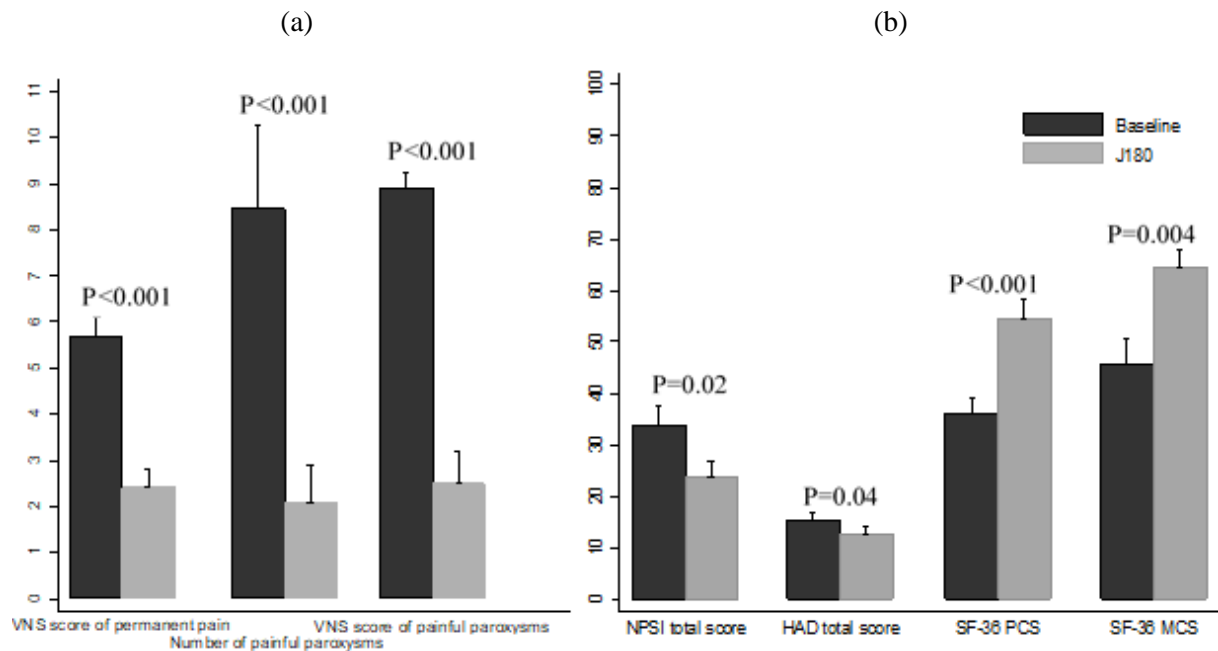 (a)
(b)
11
10
9
8
7
6
5
4
3
2
1
0
P<0.001
P<0.001
P<0.001
VNS score of permanent pain
Number of painful paroxysms
VNS score of painful paroxysms
100
90
80
70
60
50
40
30
20
10
0
Baseline
J180
P=0.02
P=0.04
P<0.001
P=0.004
NPSI total score
HAD total score
SF-36 PCS
SF-36 MCS